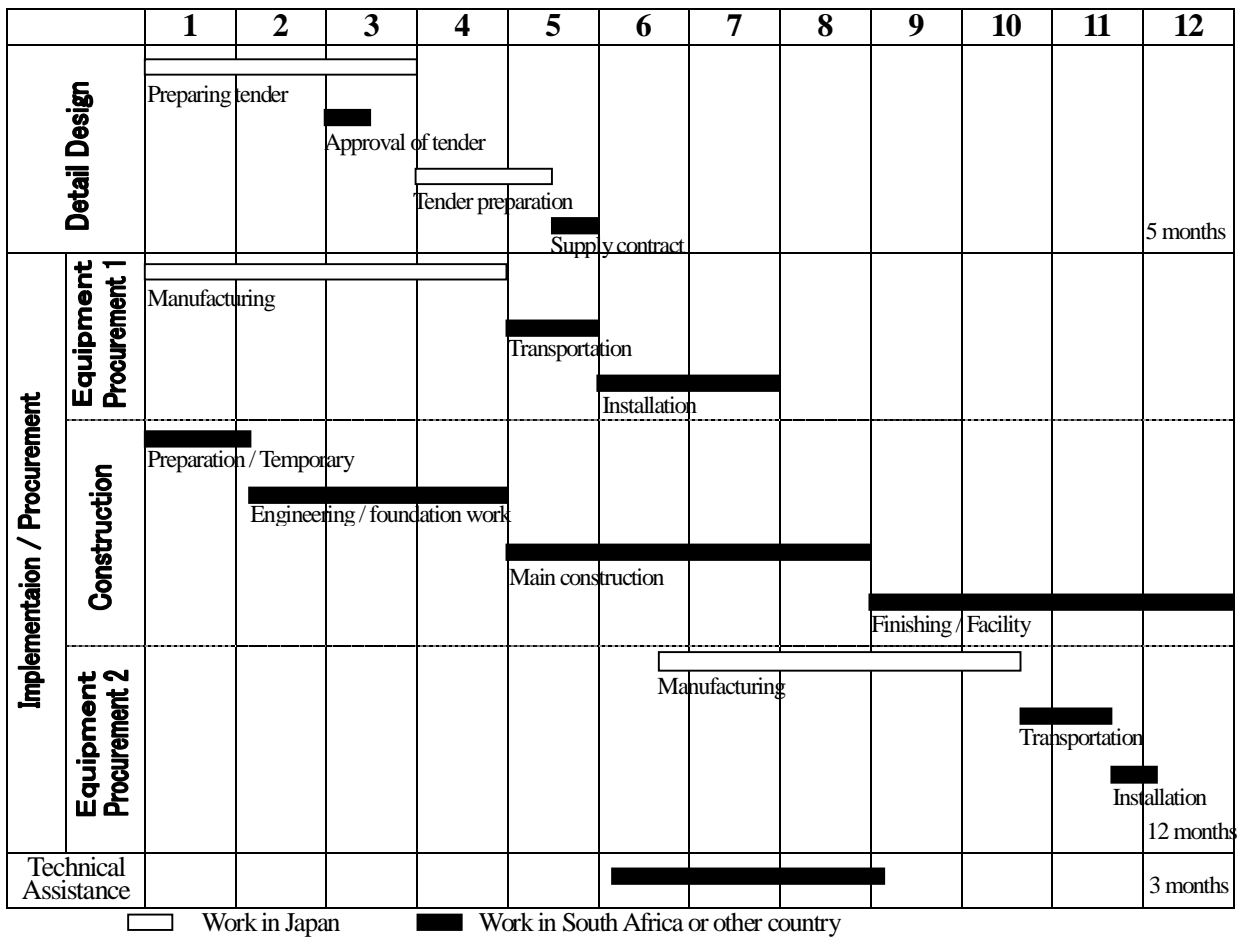 1 2 3 4 5 6 7 8 9 10 11 12
Detail Design
Preparing tender
Approval of tender
Tender preparation
Supply contract
5 months
Implementaion / Procurement
Equipment
Procurement 1
Manufacturing
Transportation
Installation
Construction
Preparation / Temporary
Engineering / foundation work
Main construction
Finishing / Facility
Equipment
Procurement 2
Manufacturing
Transportation
Installation
12 months
Technical
Assistance
3 months
Work in Japan Work in South Africa or other country